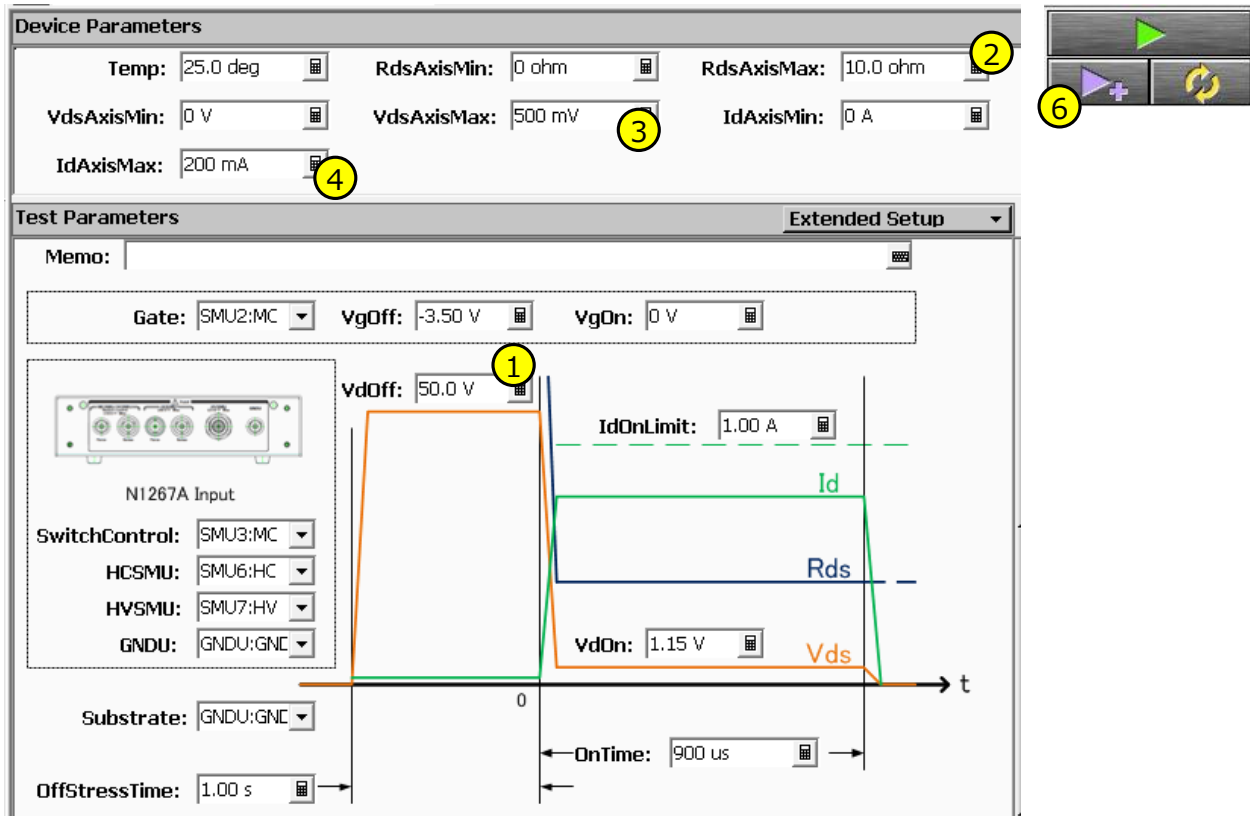 Device Parameters
Temp: 25.0 deg RdsAxisMin: 0 ohm RdsAxisMax: 10.0 ohm 2
VdsAxisMin: 0 V VdsAxisMax: 500 mV 3 IdAxisMin: 0 A
6
IdAxisMax: 200 mA 4
Test Parameters Extended Setup
Memo:
Gate: SMU2:MC VgOff: -3.50 V VgOn: 0 V
1
VdOff: 50.0 V
IdOnLimit: 1.00 A
Id
N1267A Input
SwitchControl: SMU3:MC
HCSMU: SMU6:HC Rds
HVSMU: SMU7:HV
GNDU: GNDU:GND VdOn: 1.15 V Vds
t
0
Substrate: GNDU:GND
OnTime: 900 us
OffStressTime: 1.00 s